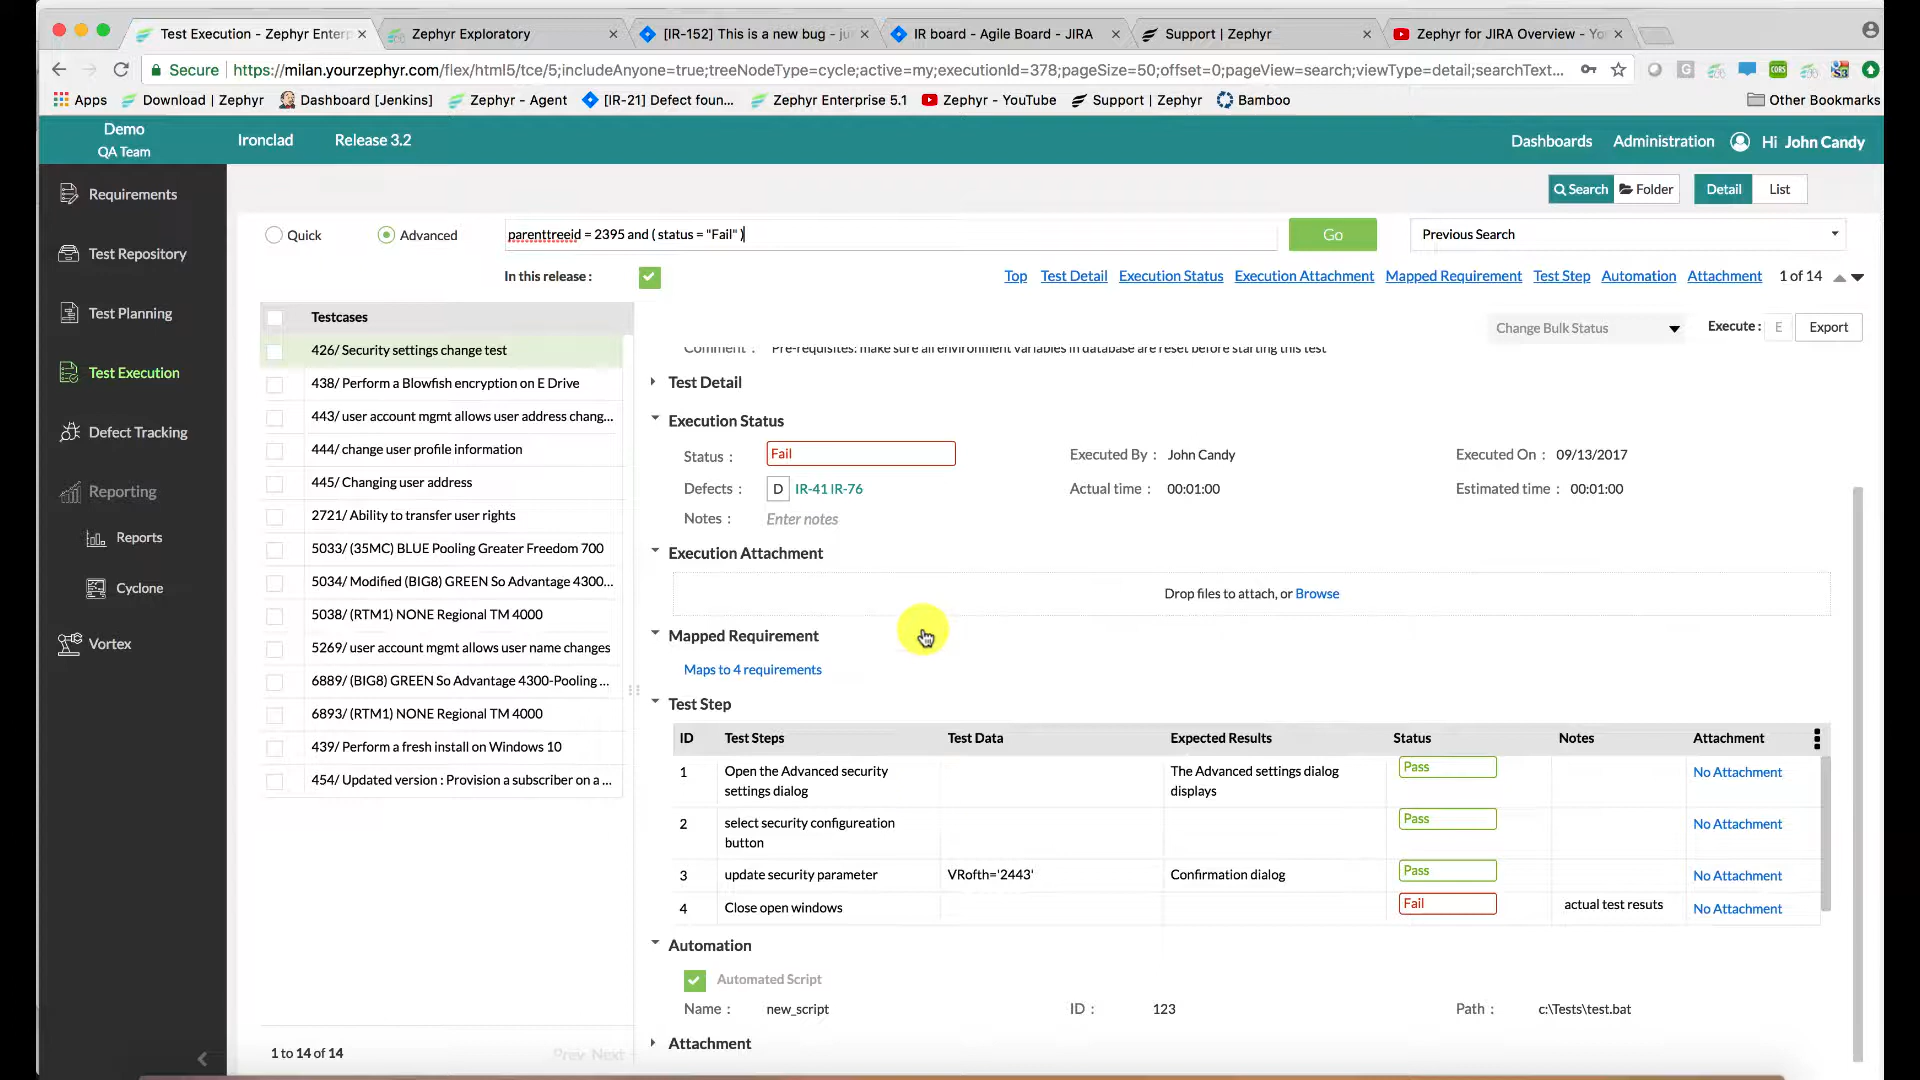 Test Execution - Zephyr Enterp
Zephyr Exploratory
[IR-152] This is a new bug - ju
IR board - Agile Board - JIRA
Support | Zephyr
Zephyr for JIRA Overview - Yo
Secure
https://milan.yourzephyr.com/flex/html5/tce/5;includeAnyone=true;treeNodeType=cycle;active=my;executionId=378;pageSize=50;offset=0;pageView=search;viewType=detail;searchText...
Apps
Download | Zephyr
Dashboard [Jenkins]
Zephyr - Agent
[IR-21] Defect foun...
Zephyr Enterprise 5.1
Zephyr - YouTube
Support | Zephyr
Bamboo
Other Bookmarks
Demo
QA Team
Ironclad
Release 3.2
Dashboards
Administration
Hi John Candy
Requirements
Test Repository
Test Planning
Test Execution
Defect Tracking
Reporting
Reports
Cyclone
Vortex
Search
Folder
Detail
List
Quick
Advanced
parenttreeid = 2395 and ( status = "Fail" )
Go
Previous Search
In this release :
Top
Test Detail
Execution Status
Execution Attachment
Mapped Requirement
Test Step
Automation
Attachment
1 of 14
Change Bulk Status
Execute :
E
Export
Testcases
426/ Security settings change test
438/ Perform a Blowfish encryption on E Drive
443/ user account mgmt allows user address chang...
444/ change user profile information
445/ Changing user address
2721/ Ability to transfer user rights
5033/ (35MC) BLUE Pooling Greater Freedom 700
5034/ Modified (BIG8) GREEN So Advantage 4300...
5038/ (RTM1) NONE Regional TM 4000
5269/ user account mgmt allows user name changes
6889/ (BIG8) GREEN So Advantage 4300-Pooling ...
6893/ (RTM1) NONE Regional TM 4000
439/ Perform a fresh install on Windows 10
454/ Updated version : Provision a subscriber on a ...
1 to 14 of 14
Prev Next
Comment :
Pre-requisites: make sure all environment variables in database are reset before starting this test
Test Detail
Execution Status
Status :
Fail
Executed By :
John Candy
Executed On :
09/13/2017
Defects :
D
IR-41 IR-76
Actual time :
00:01:00
Estimated time :
00:01:00
Notes :
Enter notes
Execution Attachment
Drop files to attach, or Browse
Mapped Requirement
Maps to 4 requirements
Test Step
ID
Test Steps
Test Data
Expected Results
Status
Notes
Attachment
1
Open the Advanced security
settings dialog
The Advanced settings dialog
displays
Pass
No Attachment
2
select security configureation
button
Pass
No Attachment
3
update security parameter
VRofth='2443'
Confirmation dialog
Pass
No Attachment
4
Close open windows
Fail
actual test resuts
No Attachment
Automation
Automated Script
Name :
new_script
ID :
123
Path :
c:\Tests\test.bat
Attachment